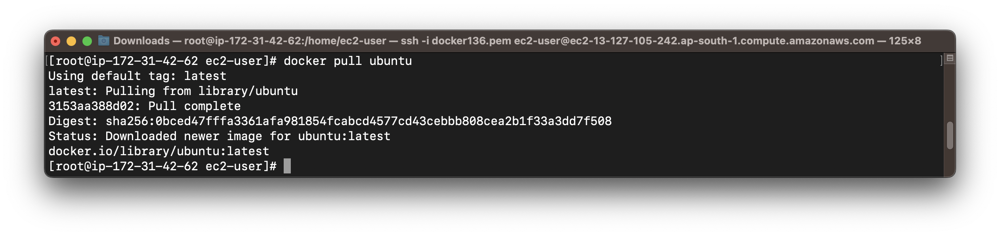 Downloads — root@ip-172-31-42-62:/home/ec2-user — ssh -i docker136.pem ec2-user@ec2-13-127-105-242.ap-south-1.compute.amazonaws.com — 125×8
[root@ip-172-31-42-62 ec2-user]# docker pull ubuntu
Using default tag: latest
latest: Pulling from library/ubuntu
3153aa388d02: Pull complete
Digest: sha256:0bced47fffa3361afa981854fcabcd4577cd43cebbb808cea2b1f33a3dd7f508
Status: Downloaded newer image for ubuntu:latest
docker.io/library/ubuntu:latest
[root@ip-172-31-42-62 ec2-user]#